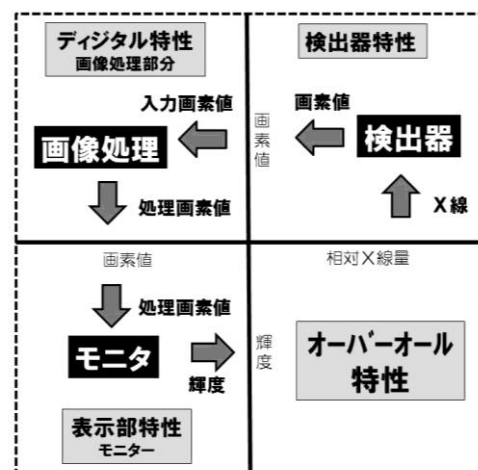 ディジタル特性
画像処理部分
入力画素値
画像処理
処理画素値
検出器特性
画素値
画素値
検出器
X線
画素値
処理画素値
モニタ
輝度
表示部特性
モニター
相対X線量
輝度
オーバーオール
特性